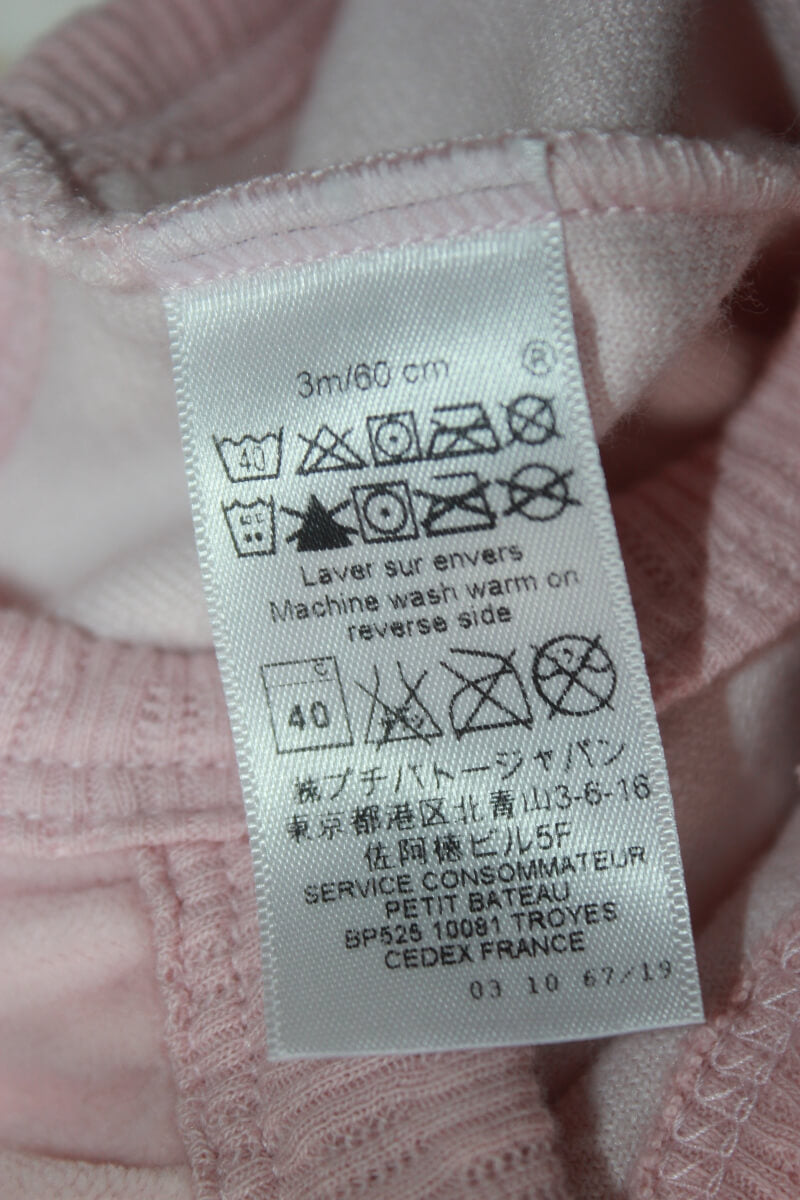 3m/60 cm ®
40
Laver sur envers
Machine wash warm on
reverse side
40
㈱プチバトージャパン
東京都港区北青山3-6-16
佐阿徳ビル5F
SERVICE CONSOMMATEUR
PETIT BATEAU
BP525 10081 TROYES
CEDEX FRANCE
03 10 67/19